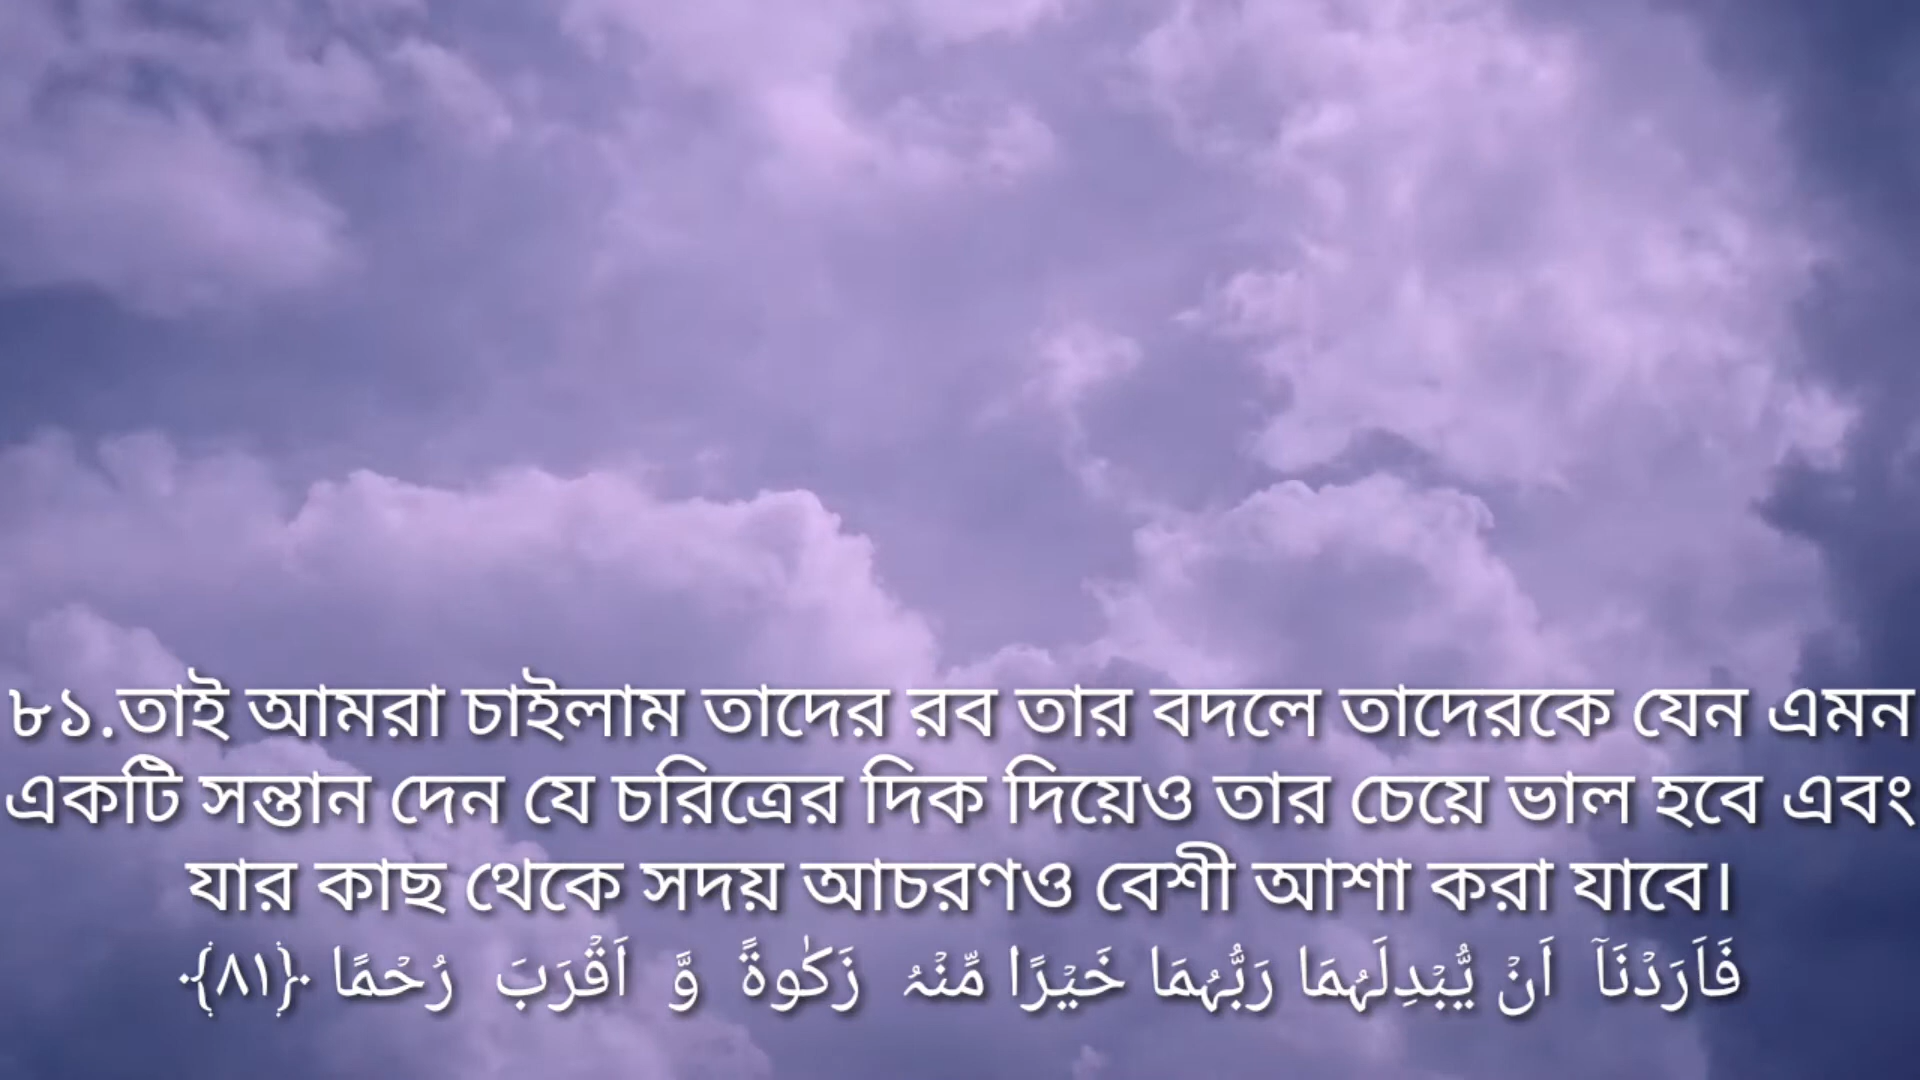 ৮১.তাই আমরা চাইলাম তাদের রব তার বদলে তাদেরকে যেন এমন
একটি সন্তান দেন যে চরিত্রের দিক দিয়েও তার চেয়ে ভাল হবে এবং
যার কাছ থেকে সদয় আচরণও বেশী আশা করা যাবে।
فَاَرَدۡنَاۤ اَنۡ يُّبۡدِلَہُمَا رَبُّہُمَا خَيۡرًا مِّنۡہُ زَكٰوةً وَّ اَقۡرَبَ رُحۡمًا ﴿۸۱﴾